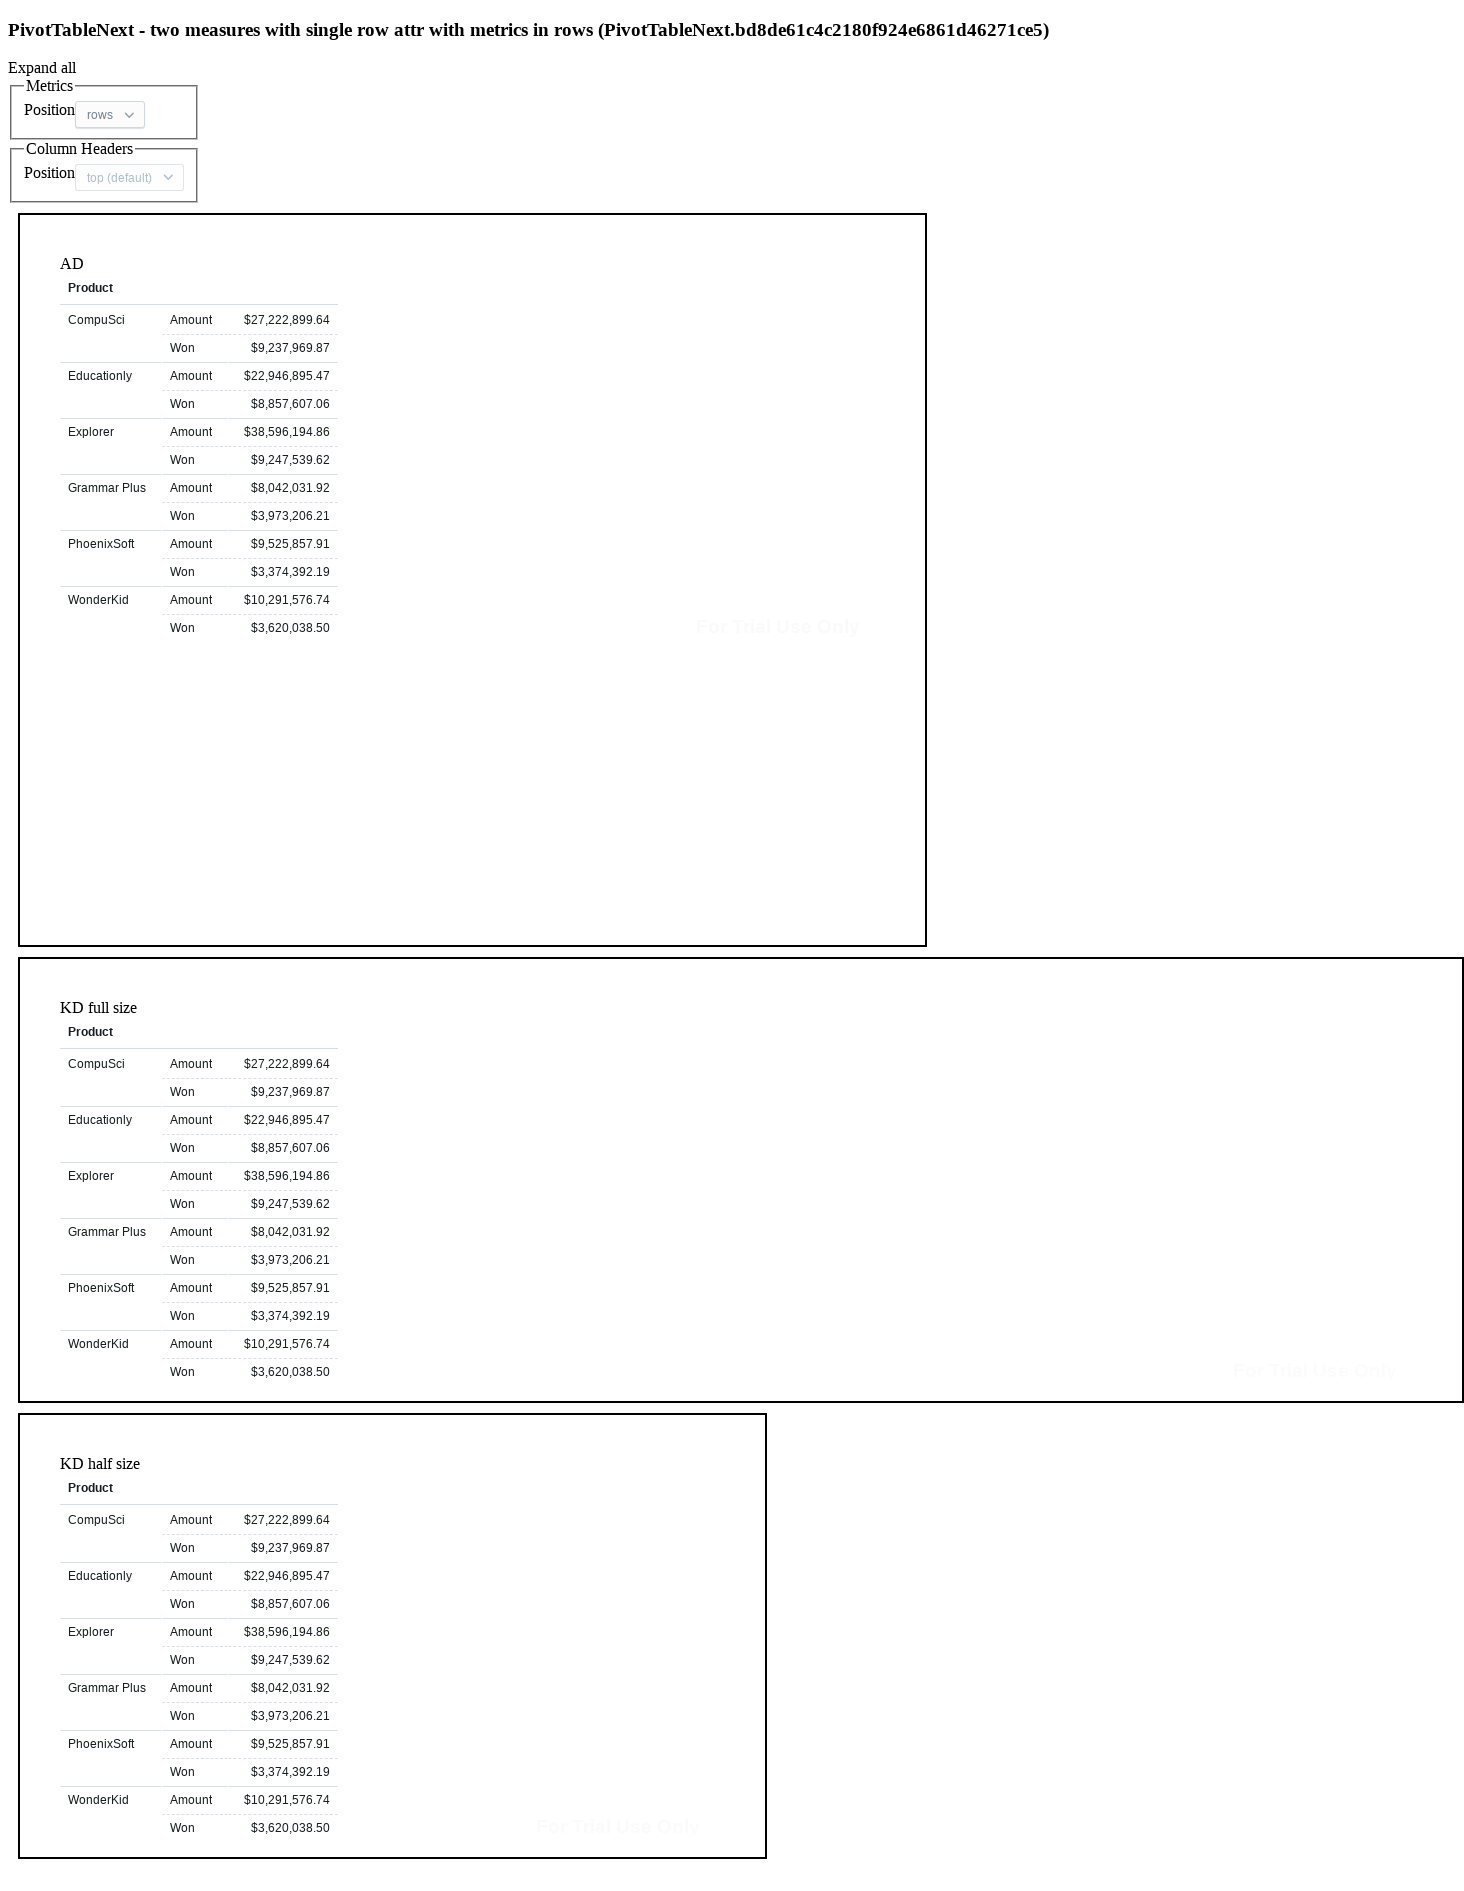 PivotTableNext - two measures with single row attr with metrics in rows (PivotTableNext.bd8de61c4c2180f924e6861d46271ce5)
Expand all
Metrics
Position rows
Column Headers
Position top (default)
AD
Product
CompuSci Amount $27,222,899.64
Won $9,237,969.87
Educationly Amount $22,946,895.47
Won $8,857,607.06
Explorer Amount $38,596,194.86
Won $9,247,539.62
Grammar Plus Amount $8,042,031.92
Won $3,973,206.21
PhoenixSoft Amount $9,525,857.91
Won $3,374,392.19
WonderKid Amount $10,291,576.74
Won $3,620,038.50
For Trial Use Only
KD full size
Product
CompuSci Amount $27,222,899.64
Won $9,237,969.87
Educationly Amount $22,946,895.47
Won $8,857,607.06
Explorer Amount $38,596,194.86
Won $9,247,539.62
Grammar Plus Amount $8,042,031.92
Won $3,973,206.21
PhoenixSoft Amount $9,525,857.91
Won $3,374,392.19
WonderKid Amount $10,291,576.74
Won $3,620,038.50
For Trial Use Only
KD half size
Product
CompuSci Amount $27,222,899.64
Won $9,237,969.87
Educationly Amount $22,946,895.47
Won $8,857,607.06
Explorer Amount $38,596,194.86
Won $9,247,539.62
Grammar Plus Amount $8,042,031.92
Won $3,973,206.21
PhoenixSoft Amount $9,525,857.91
Won $3,374,392.19
WonderKid Amount $10,291,576.74
Won $3,620,038.50
For Trial Use Only